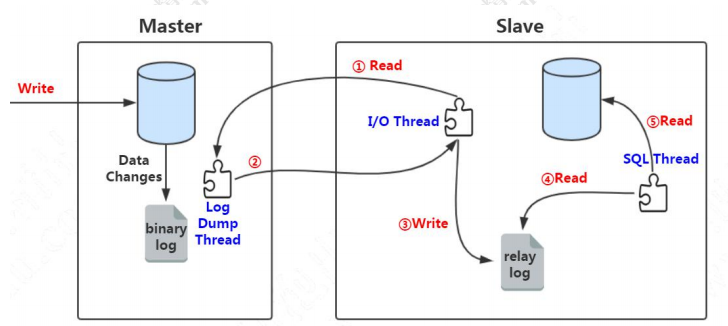 Master
Slave
Write
① Read
I/O Thread
⑤Read
SQL Thread
Data
Changes
②
④Read
Log
Dump
Thread
binary
log
③Write
relay
log